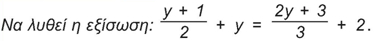 Να λυθεί η εξίσωση: (y + 1)/2 + y = (2y + 3)/3 + 2.